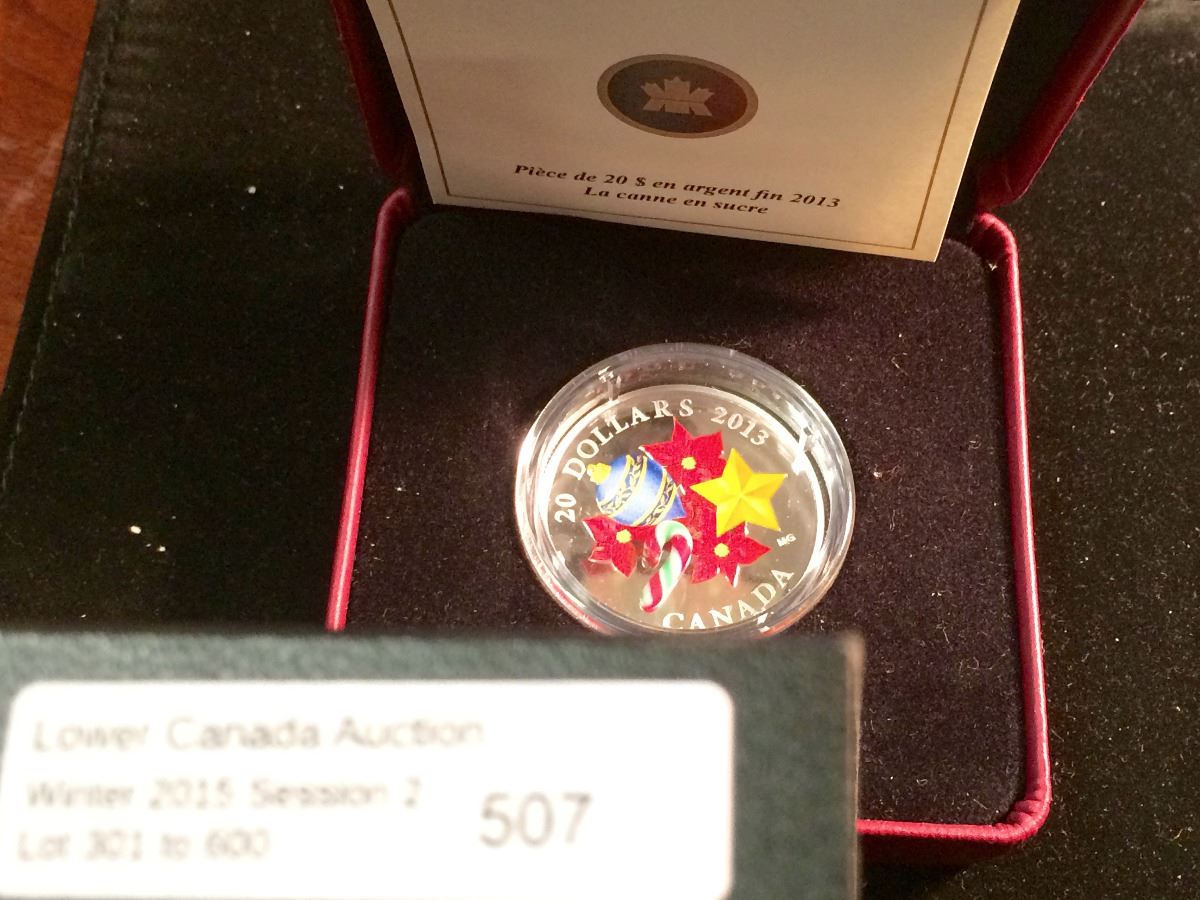 Pièce de 20 $ en argent fin 2013
La canne en sucre
20 DOLLARS 2013
MG
CANADA
Lower Canada Auction
Winter 2015 Session 2
507
Lot 301 to 600